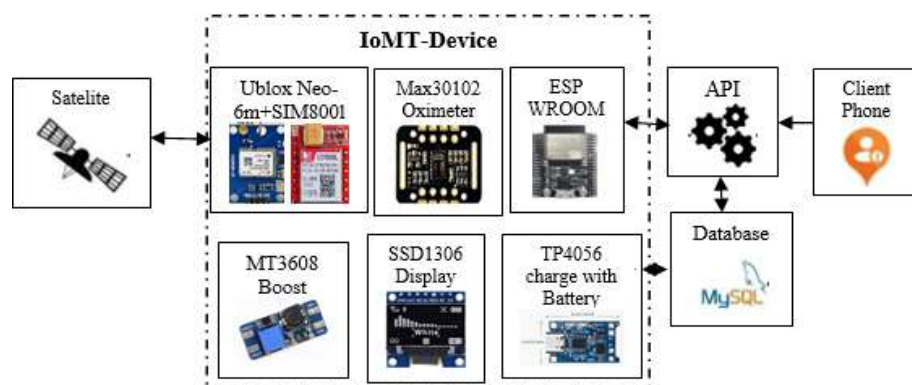 IoMT-Device
Satelite
Ublox Neo-
6m+SIM800l
Max30102
Oximeter
ESP
WROOM
API
Client
Phone
MT3608
Boost
SSD1306
Display
TP4056
charge with
Battery
Database
MySQL